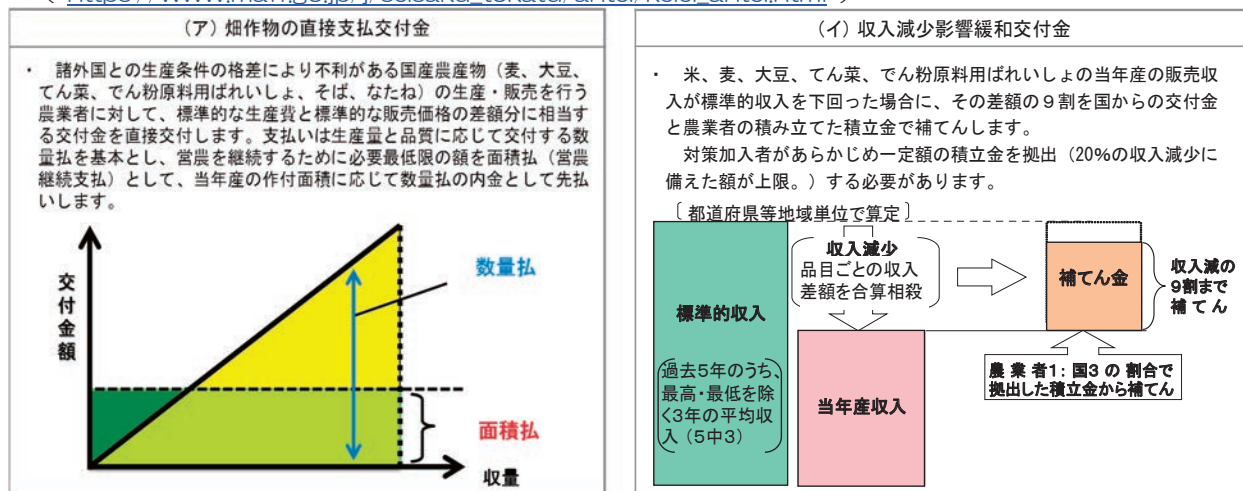 ( https://www.maff.go.jp/j/seisaku_tokatu/antei/keiei_antei.html )
(ア) 畑作物の直接支払交付金
・ 諸外国との生産条件の格差により不利がある国産農産物（麦、大豆、
てん菜、でん粉原料用ばれいしょ、そば、なたね）の生産・販売を行う
農業者に対して、標準的な生産費と標準的な販売価格の差額分に相当す
る交付金を直接交付します。支払いは生産量と品質に応じて交付する数
量払を基本とし、営農を継続するために必要最低限の額を面積払（営農
継続支払）として、当年産の作付面積に応じて数量払の内金として先払
いします。
交付金額
数量払
面積払
収量
(イ) 収入減少影響緩和交付金
・ 米、麦、大豆、てん菜、でん粉原料用ばれいしょの当年産の販売収
入が標準的収入を下回った場合に、その差額の９割を国からの交付金
と農業者の積み立てた積立金で補てんします。
対策加入者があらかじめ一定額の積立金を拠出（20%の収入減少に
備えた額が上限。）する必要があります。
〔都道府県等地域単位で算定〕
収入減少
品目ごとの収入
差額を合算相殺
標準的収入
過去5年のうち、
最高・最低を除
く3年の平均収
入（5中3）
当年産収入
補てん金
収入減の
9割まで
補てん
農業者1：国3の割合で
拠出した積立金から補てん